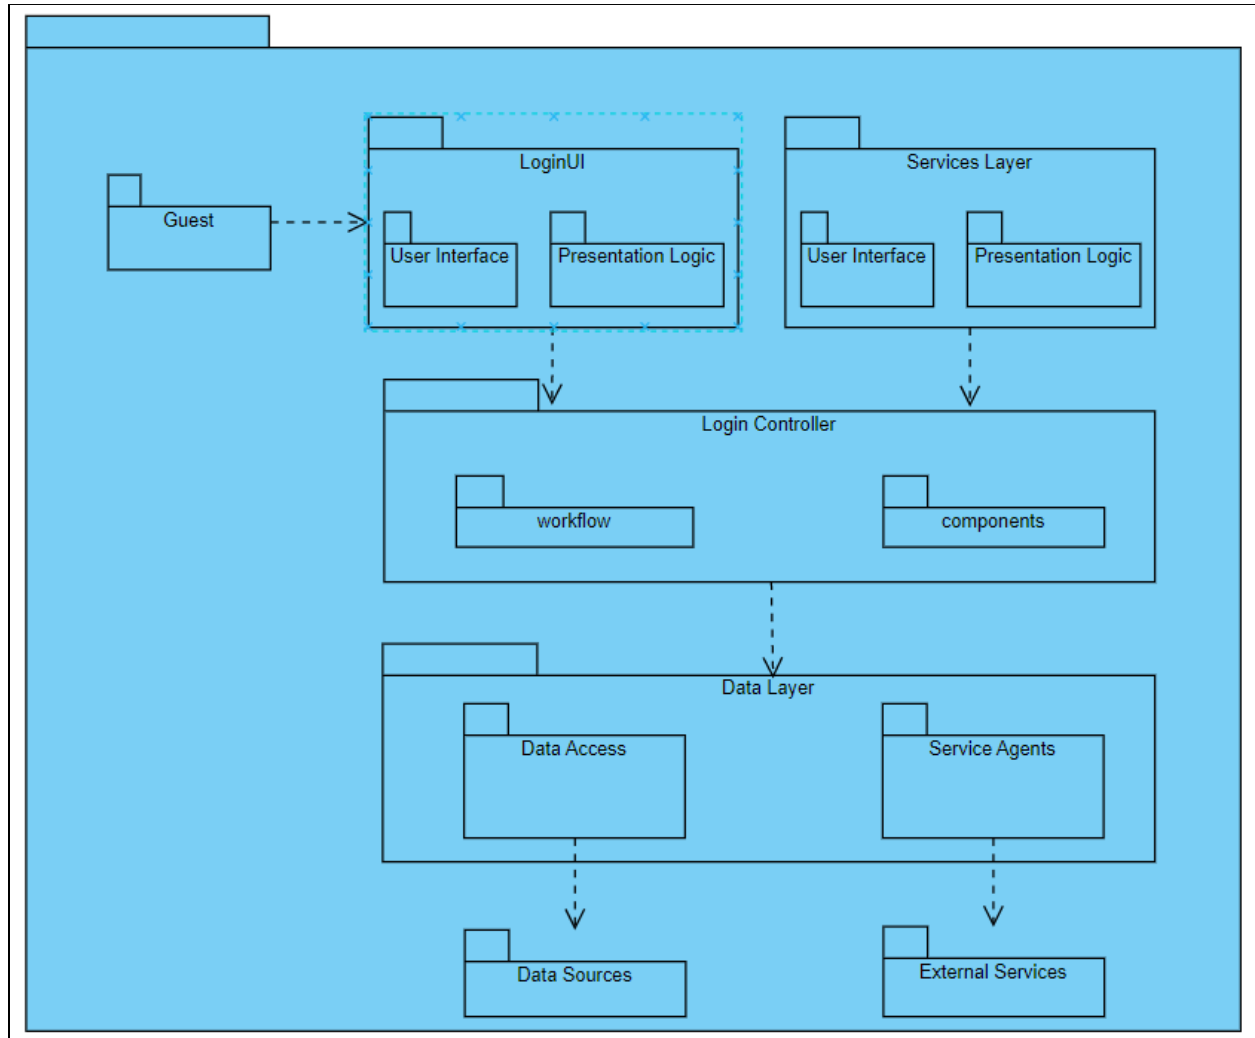 LoginUI
Services Layer
Guest
User Interface
Presentation Logic
User Interface
Presentation Logic
Login Controller
workflow
components
Data Layer
Data Access
Service Agents
Data Sources
External Services